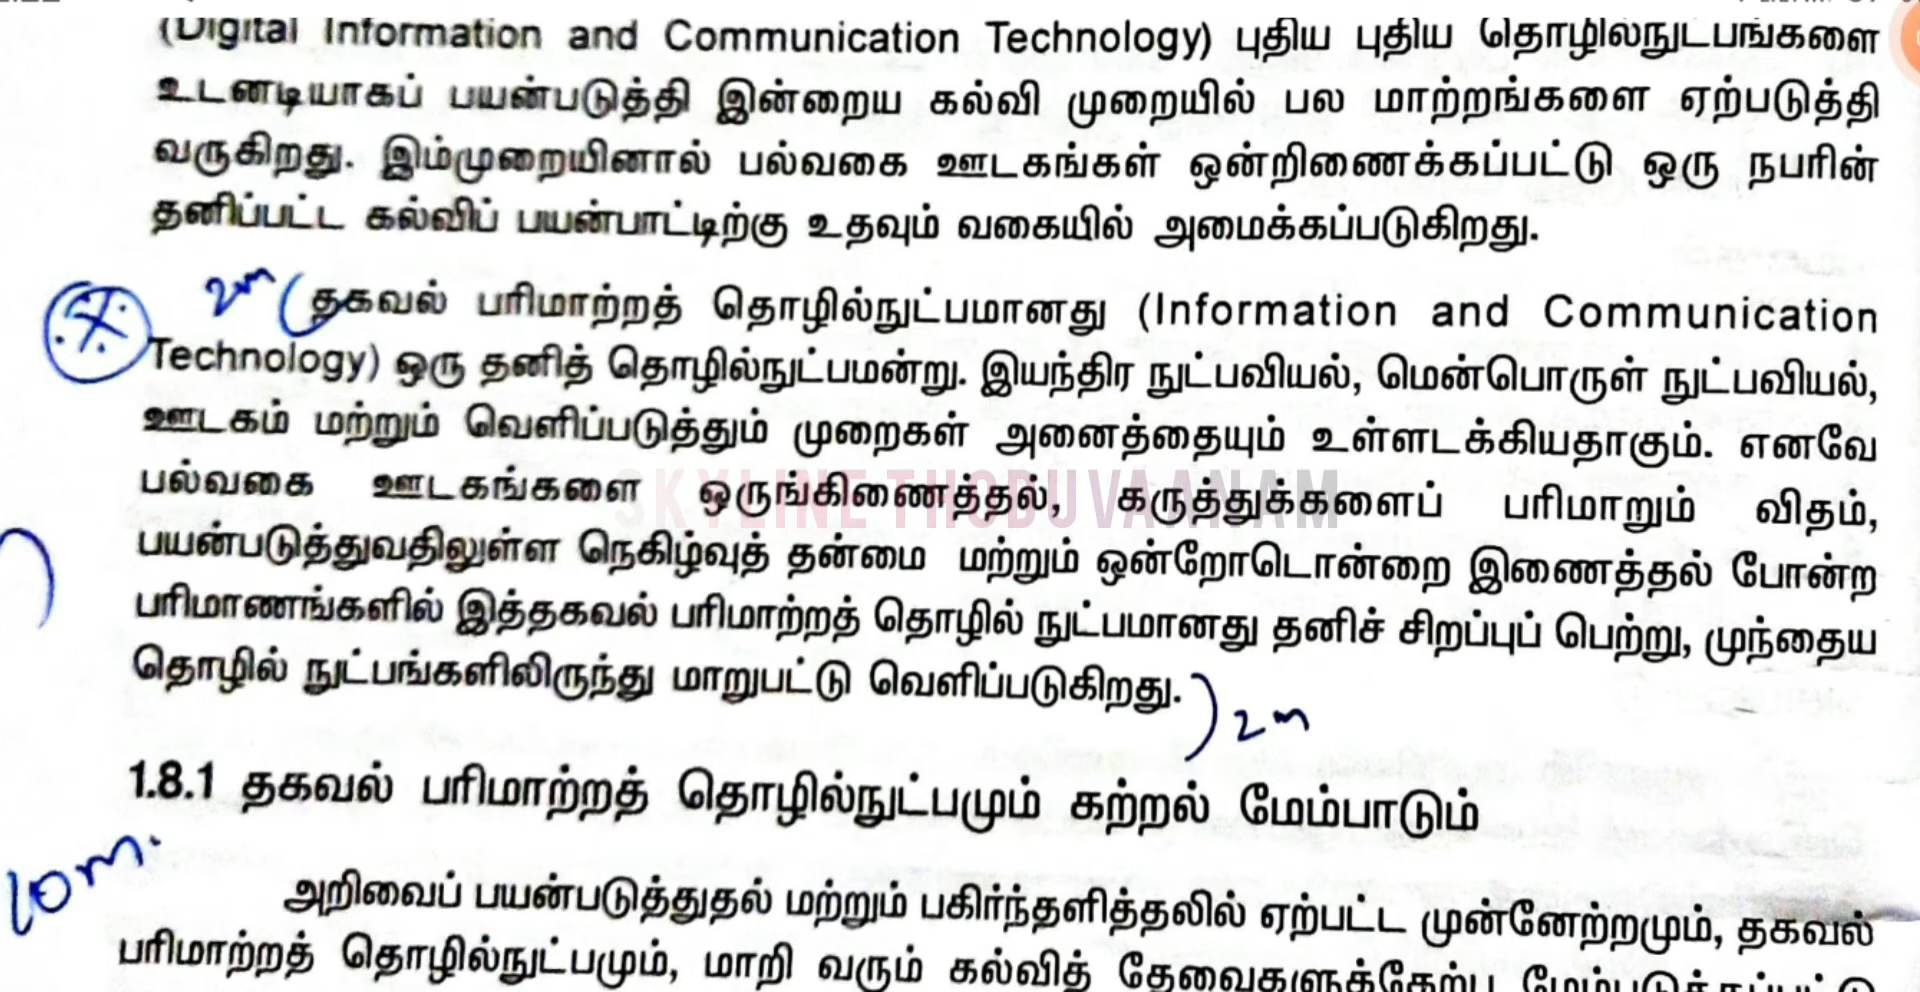 (Digital Information and Communication Technology) புதிய புதிய தொழில்நுட்பங்களை
உடனடியாகப் பயன்படுத்தி இன்றைய கல்வி முறையில் பல மாற்றங்களை ஏற்படுத்தி
வருகிறது. இம்முறையினால் பல்வகை ஊடகங்கள் ஒன்றிணைக்கப்பட்டு ஒரு நபரின்
தனிப்பட்ட கல்விப் பயன்பாட்டிற்கு உதவும் வகையில் அமைக்கப்படுகிறது.
2m (தகவல் பரிமாற்றத் தொழில்நுட்பமானது (Information and Communication
Technology) ஒரு தனித் தொழில்நுட்பமன்று. இயந்திர நுட்பவியல், மென்பொருள் நுட்பவியல்,
ஊடகம் மற்றும் வெளிப்படுத்தும் முறைகள் அனைத்தையும் உள்ளடக்கியதாகும். எனவே
பல்வகை ஊடகங்களை ஒருங்கிணைத்தல், கருத்துக்களைப் பரிமாறும் விதம்,
SKYLINE THODUVAANAM
பயன்படுத்துவதிலுள்ள நெகிழ்வுத் தன்மை மற்றும் ஒன்றோடொன்றை இணைத்தல் போன்ற
பரிமாணங்களில் இத்தகவல் பரிமாற்றத் தொழில் நுட்பமானது தனிச் சிறப்புப் பெற்று, முந்தைய
தொழில் நுட்பங்களிலிருந்து மாறுபட்டு வெளிப்படுகிறது. ) 2m
1.8.1 தகவல் பரிமாற்றத் தொழில்நுட்பமும் கற்றல் மேம்பாடும்
10m.
அறிவைப் பயன்படுத்துதல் மற்றும் பகிர்ந்தளித்தலில் ஏற்பட்ட முன்னேற்றமும், தகவல்
பரிமாற்றத் தொழில்நுட்பமும், மாறி வரும் கல்வித் தேவைகளுக்கேற்ப மேம்படுத்தப்பட்டு